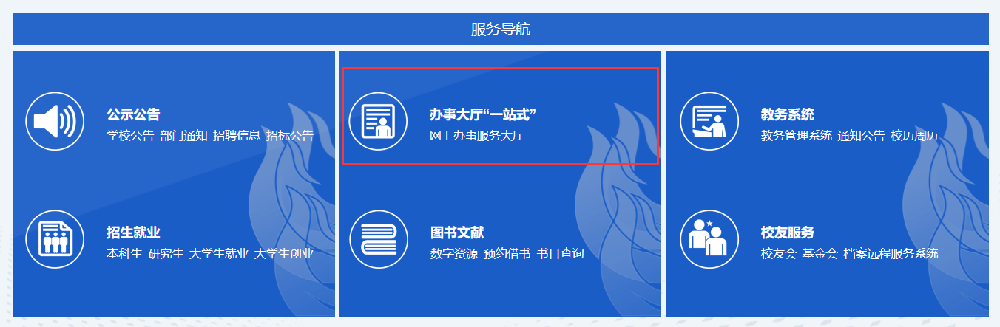 服务导航
公示公告
学校公告 部门通知 招聘信息 招标公告
办事大厅“一站式”
网上办事服务大厅
教务系统
教务管理系统 通知公告 校历周历
招生就业
本科生 研究生 大学生就业 大学生创业
图书文献
数字资源 预约借书 书目查询
校友服务
校友会 基金会 档案远程服务系统